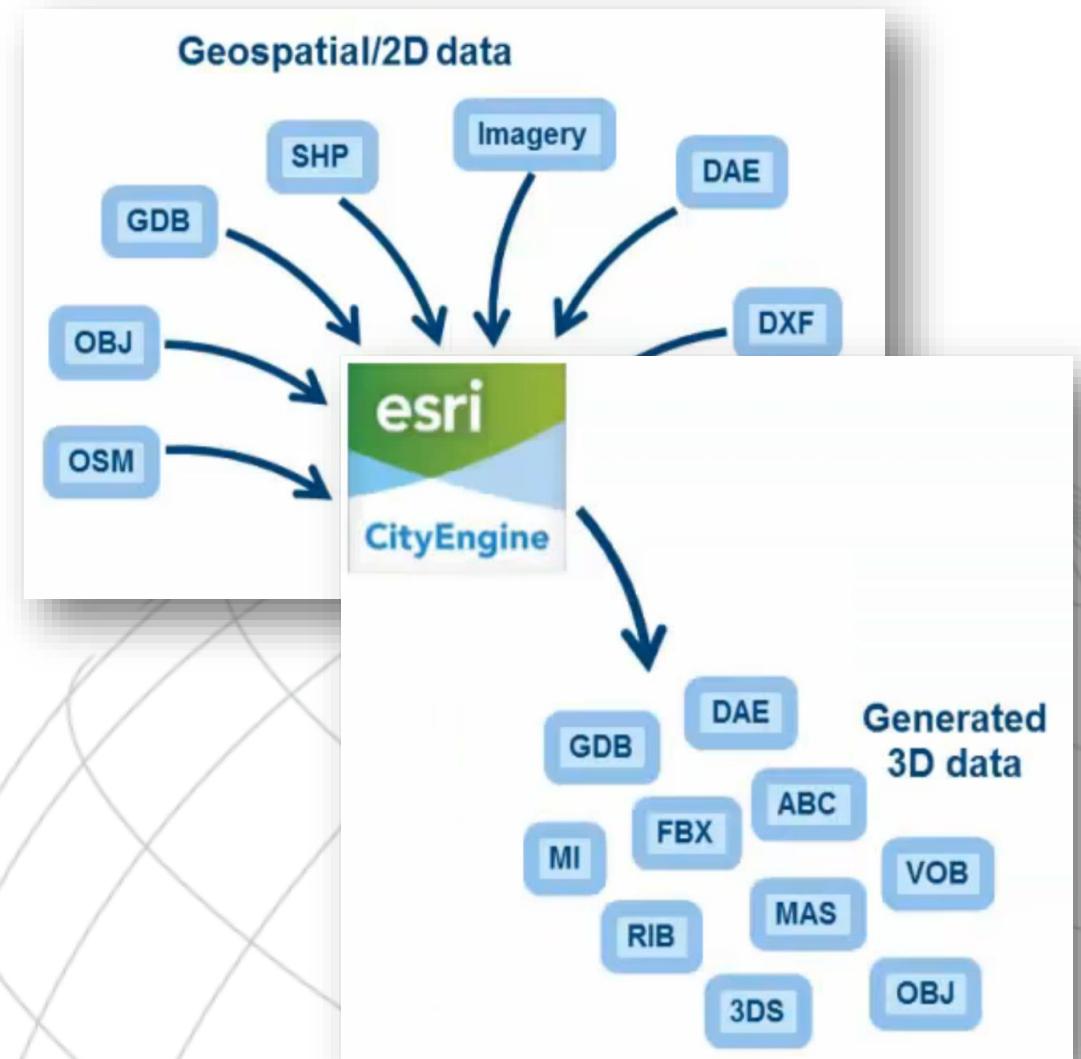 Geospatial/2D data
Imagery
SHP
DAE
GDB
DXF
OBJ
OSM
esri
CityEngine
DAE
Generated
3D data
GDB
ABC
FBX
MI
VOB
MAS
RIB
OBJ
3DS